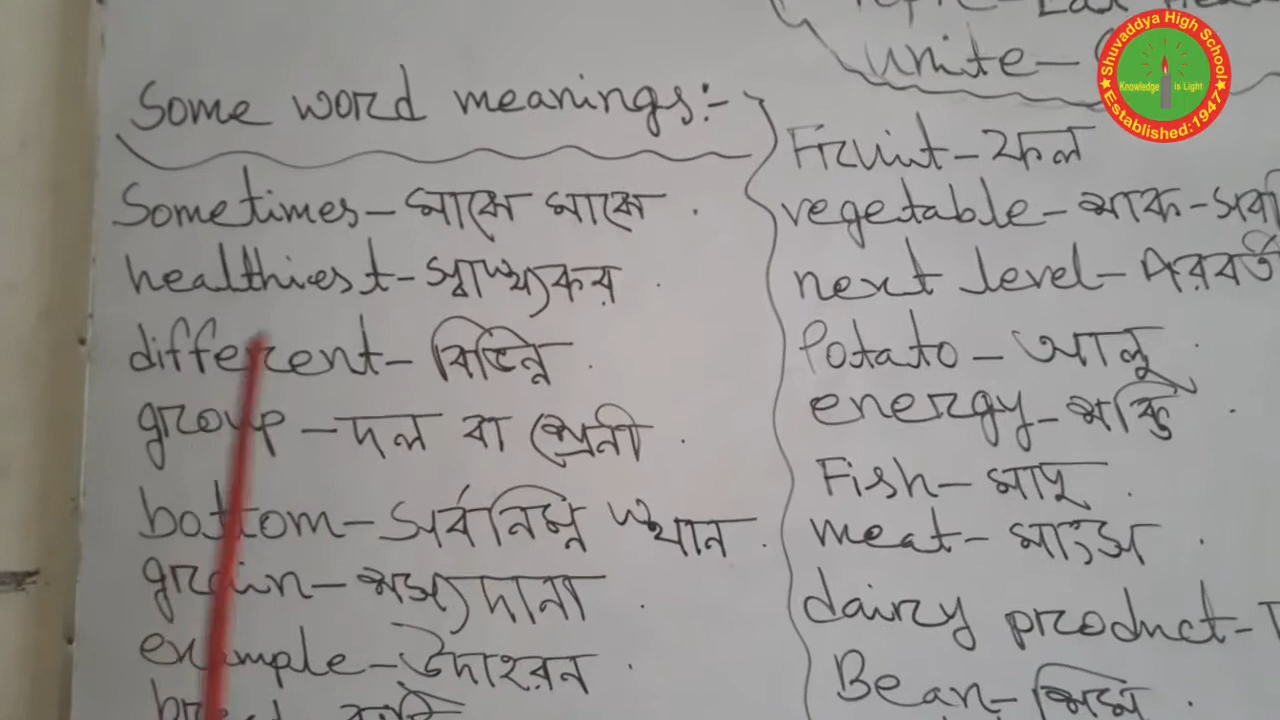 Some word meanings:-
Sometimes - মাঝে মাঝে .
healthiest - স্বাস্থ্যকর .
different - বিভিন্ন .
group - দল বা শ্রেনী .
bottom - সর্বনিম্ন স্থান .
grain - শস্য দানা .
example - উদাহরন .
unite -
Fruit - ফল
vegetable - শাক - সব
next level - পরবর্ত
Potato - আলু .
energy - শক্তি .
Fish - মাছ .
meat - মাংস .
dairy product -
Bean - শিম .
Shuvaddya High School
Knowledge is Light
Established:1947